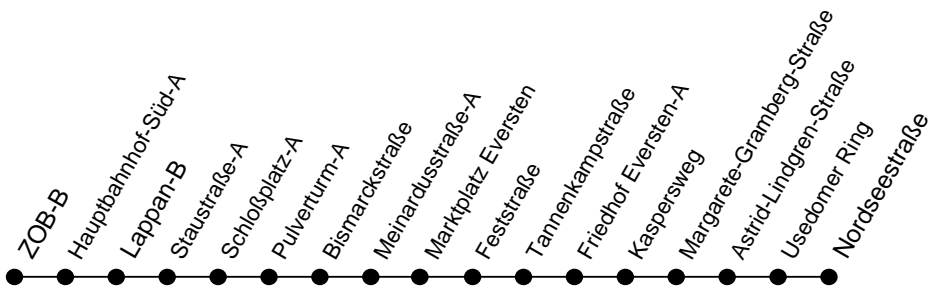 ZOB-B
Hauptbahnhof-Süd-A
Lappan-B
Staustraße-A
Schloßplatz-A
Pulverturm-A
Bismarckstraße
Meinardusstraße-A
Marktplatz Eversten
Feststraße
Tannenkampstraße
Friedhof Eversten-A
Kaspersweg
Margarete-Gramberg-Straße
Astrid-Lindgren-Straße
Usedomer Ring
Nordseestraße